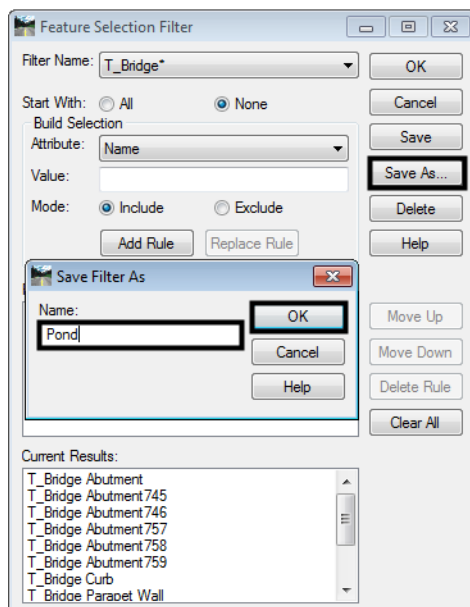 Feature Selection Filter
Filter Name: T_Bridge* OK
Start With: All None Cancel
Build Selection
Attribute: Name Save
Value: Save As...
Mode: Include Exclude Delete
Add Rule Replace Rule Help
Save Filter As
Name: OK Move Up
Pond
Cancel Move Down
Help Delete Rule
Clear All
Current Results:
T_Bridge Abutment
T_Bridge Abutment745
T_Bridge Abutment746
T_Bridge Abutment757
T_Bridge Abutment758
T_Bridge Abutment759
T_Bridge Curb
T_Bridge Parapet Wall